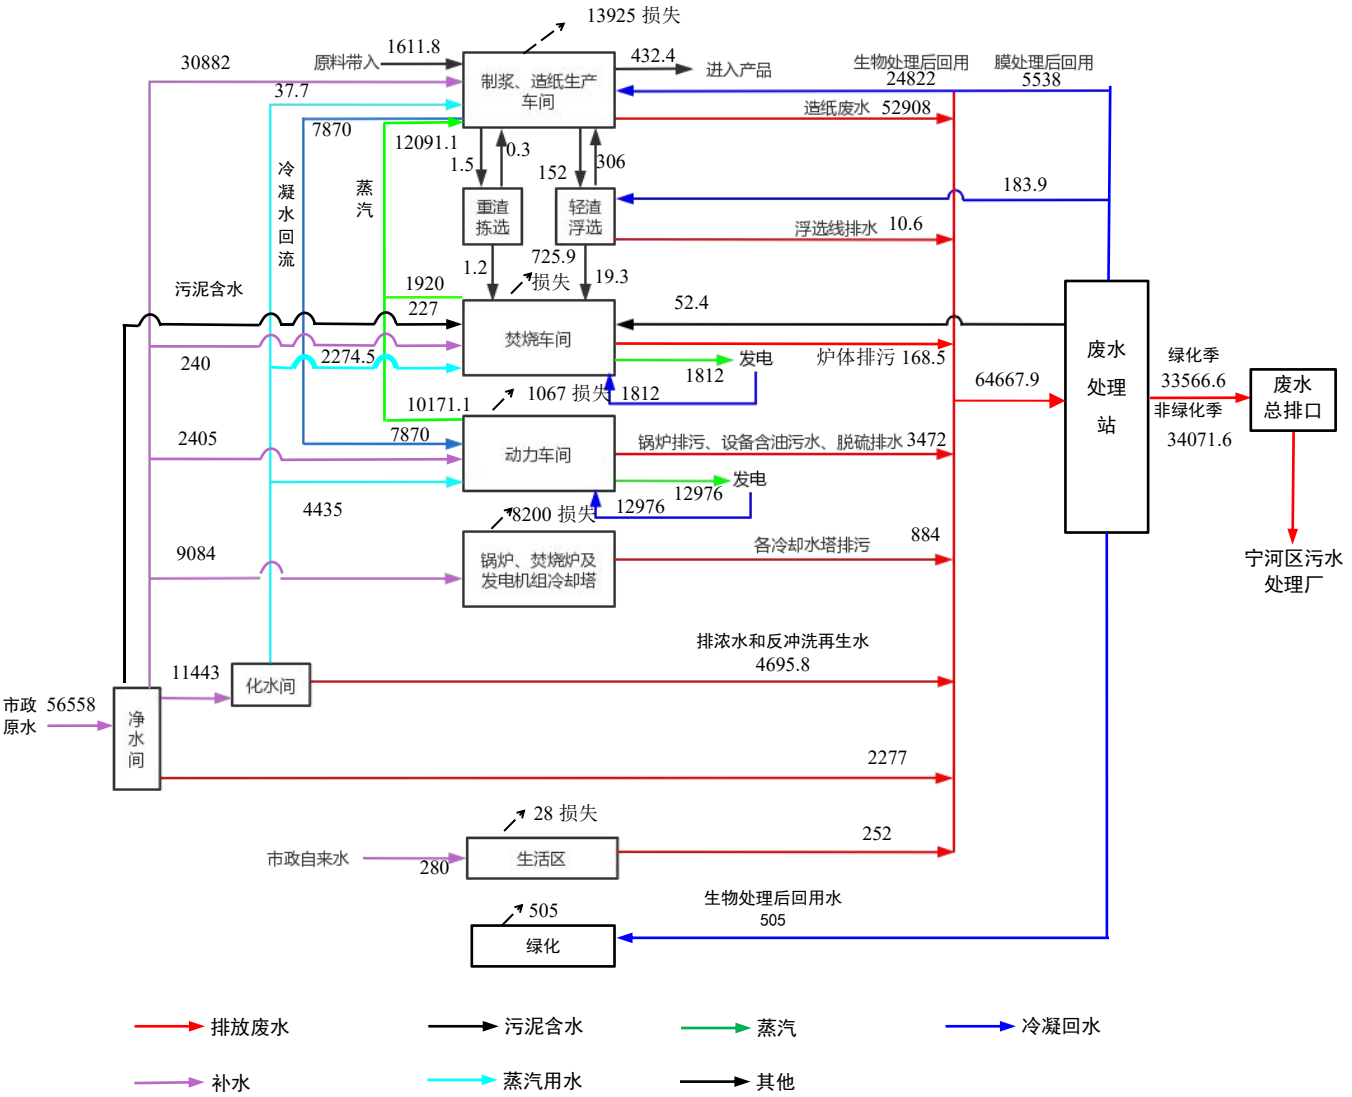 13925 损失
原料带入
1611.8
432.4
进入产品
30882
制浆、造纸生产
车间
生物处理后回用
24822
膜处理后回用
5538
37.7
7870
12091.1
造纸废水 52908
1.5
0.3
152
306
冷
凝
水
回
流
蒸
汽
重渣
拣选
轻渣
浮选
183.9
浮选线排水 10.6
1.2
725.9
损失
19.3
污泥含水
1920
227
52.4
焚烧车间
240
2274.5
发电
炉体排污 168.5
1812
1812
1067 损失
10171.1
废水
处理
站
64667.9
绿化季
33566.6
非绿化季
34071.6
废水
总排口
2405
7870
动力车间
锅炉排污、设备含油污水、脱硫排水 3472
发电
12976
12976
4435
8200 损失
9084
锅炉、焚烧炉及
发电机组冷却塔
各冷却水塔排污
884
宁河区污水
处理厂
排浓水和反冲洗再生水
4695.8
11443
化水间
市政
原水
56558
净
水
间
2277
28 损失
252
市政自来水
280
生活区
生物处理后回用水
505
505
绿化
排放废水
污泥含水
蒸汽
冷凝回水
补水
蒸汽用水
其他